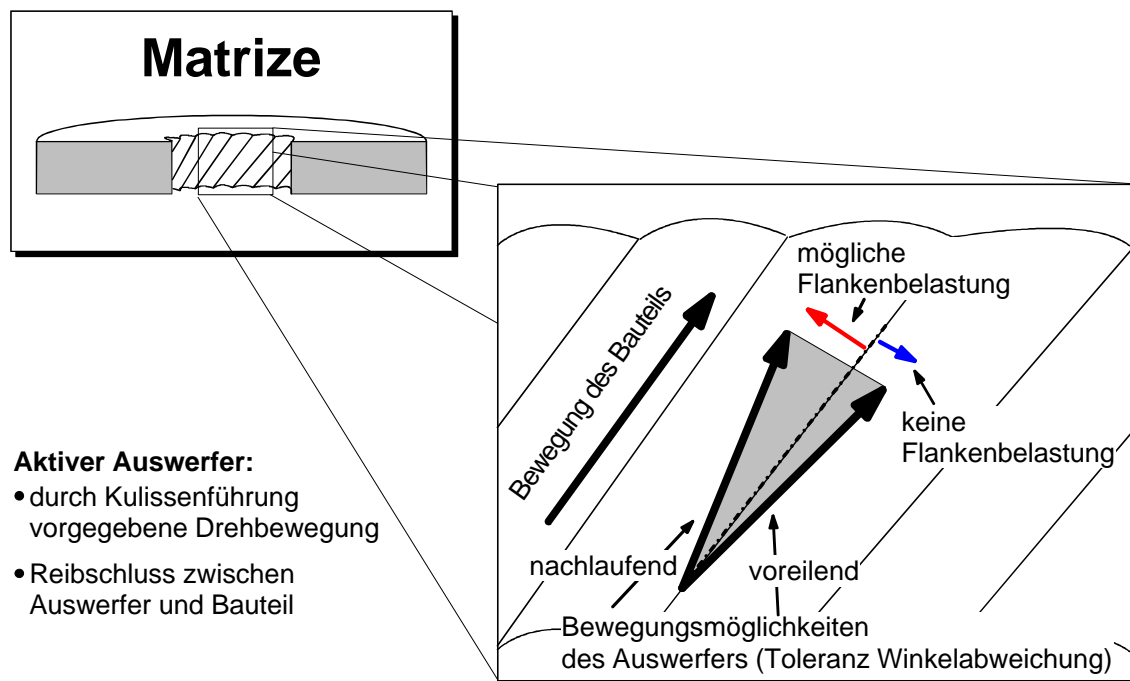 Matrize
mögliche
Flankenbelastung
Bewegung des Bauteils
keine
Flankenbelastung
Aktiver Auswerfer:
• durch Kulissenführung
vorgegebene Drehbewegung
• Reibschluss zwischen
Auswerfer und Bauteil
nachlaufend
voreilend
Bewegungsmöglichkeiten
des Auswerfers (Toleranz Winkelabweichung)